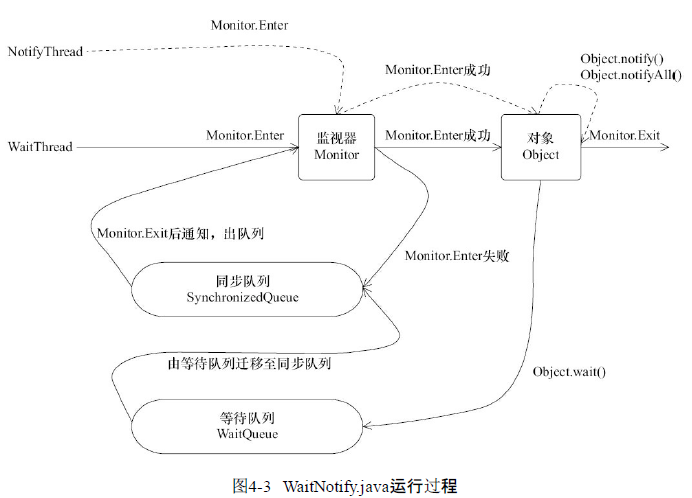 Monitor.Enter
NotifyThread
Object.notify()
Object.notifyAll()
Monitor.Enter成功
WaitThread
Monitor.Enter
监视器
Monitor
Monitor.Enter成功
对象
Object
Monitor.Exit
Monitor.Exit后通知，出队列
Monitor.Enter失败
同步队列
SynchronizedQueue
由等待队列迁移至同步队列
Object.wait()
等待队列
WaitQueue
图4-3 WaitNotify.java运行过程